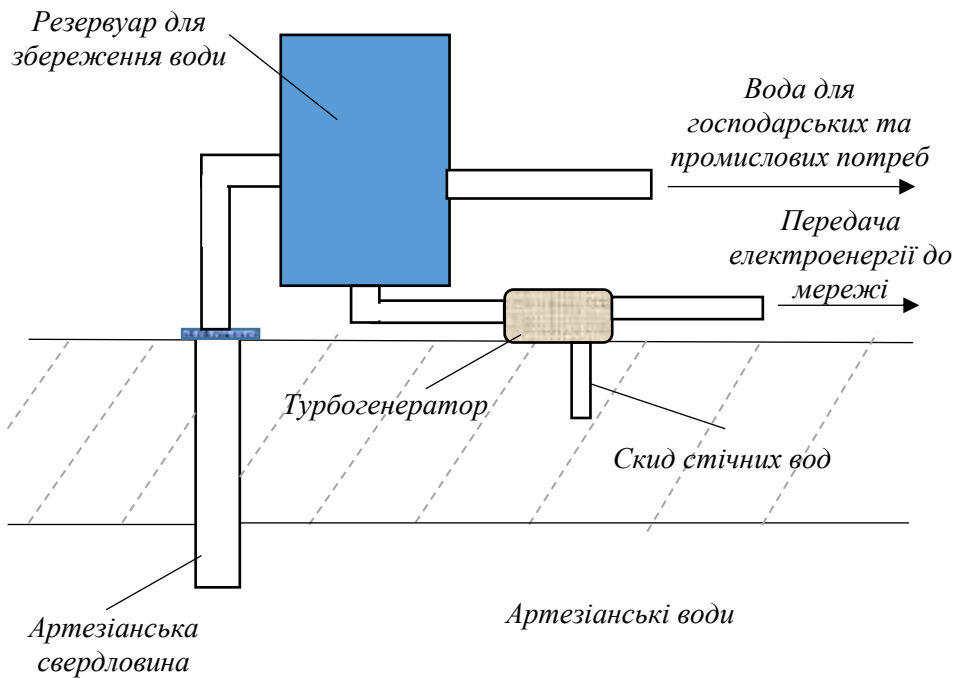 Резервуар для
збереження води
Вода для
господарських та
промислових потреб
Передача
електроенергії до
мережі
Турбогенератор
Скид стічних вод
Артезіанські води
Артезіанська
свердловина